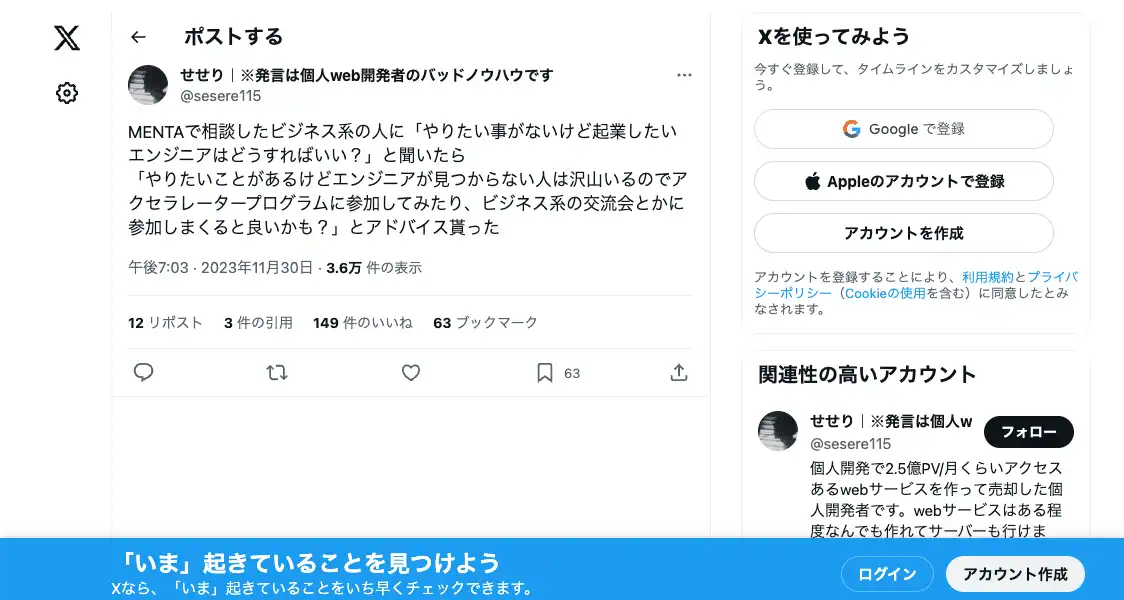 ポストする
せせり｜※発言は個人web開発者のバッドノウハウです
@sesere115
MENTAで相談したビジネス系の人に「やりたい事がないけど起業したい
エンジニアはどうすればいい？」と聞いたら
「やりたいことがあるけどエンジニアが見つからない人は沢山いるのでア
クセラレータープログラムに参加してみたり、ビジネス系の交流会とかに
参加しまくると良いかも？」とアドバイス貰った
午後7:03 · 2023年11月30日 · 3.6万 件の表示
12 リポスト 3 件の引用 149 件のいいね 63 ブックマーク
63
Xを使ってみよう
今すぐ登録して、タイムラインをカスタマイズしましょ
う。
Google で登録
Appleのアカウントで登録
アカウントを作成
アカウントを登録することにより、利用規約とプライバ
シーポリシー（Cookieの使用を含む）に同意したとみ
なされます。
関連性の高いアカウント
せせり｜※発言は個人w
@sesere115
フォロー
個人開発で2.5億PV/月くらいアクセス
あるwebサービスを作って売却した個
人開発者です。webサービスはある程
度なんでも作れてサーバーも行けま
「いま」起きていることを見つけよう
Xなら、「いま」起きていることをいち早くチェックできます。
ログイン
アカウント作成